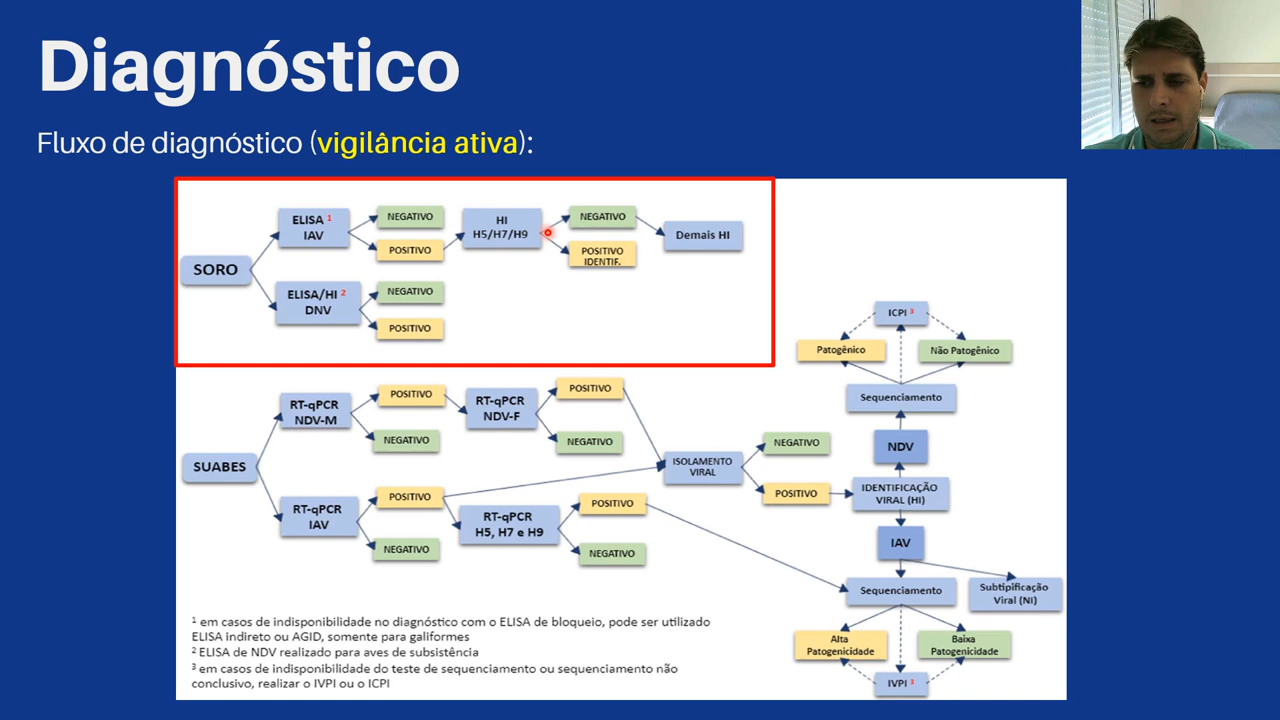 Diagnóstico
Fluxo de diagnóstico (vigilância ativa):
SORO
ELISA ¹
IAV
NEGATIVO
POSITIVO
HI
H5/H7/H9
NEGATIVO
POSITIVO
IDENTIF.
Demais HI
ELISA/HI ²
DNV
NEGATIVO
POSITIVO
SUABES
RT-qPCR
NDV-M
POSITIVO
NEGATIVO
RT-qPCR
NDV-F
POSITIVO
NEGATIVO
RT-qPCR
IAV
POSITIVO
NEGATIVO
RT-qPCR
H5, H7 e H9
POSITIVO
NEGATIVO
ISOLAMENTO
VIRAL
NEGATIVO
POSITIVO
ICPI ³
Patogênico
Não Patogênico
Sequenciamento
NDV
IDENTIFICAÇÃO
VIRAL (HI)
IAV
Sequenciamento
Subtipificação
Viral (NI)
Alta
Patogenicidade
Baixa
Patogenicidade
IVPI ³
¹ em casos de indisponibilidade no diagnóstico com o ELISA de bloqueio, pode ser utilizado
ELISA indireto ou AGID, somente para galiformes
² ELISA de NDV realizado para aves de subsistência
³ em casos de indisponibilidade do teste de sequenciamento ou sequenciamento não
conclusivo, realizar o IVPI ou o ICPI